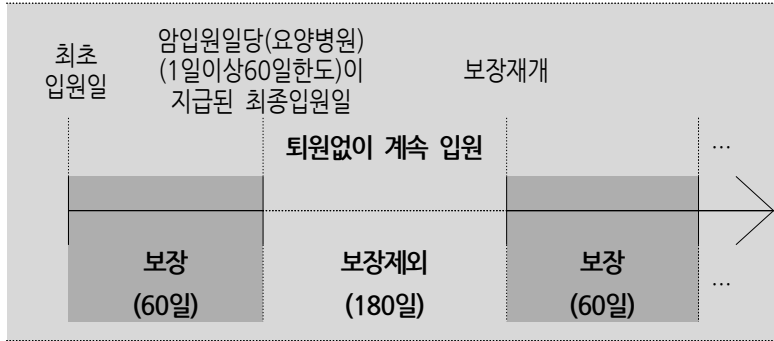 최초
입원일
암입원일당(요양병원)
(1일이상60일한도)이
지급된 최종입원일
보장재개
퇴원없이 계속 입원
…
보장
(60일)
보장제외
(180일)
보장
(60일)
…